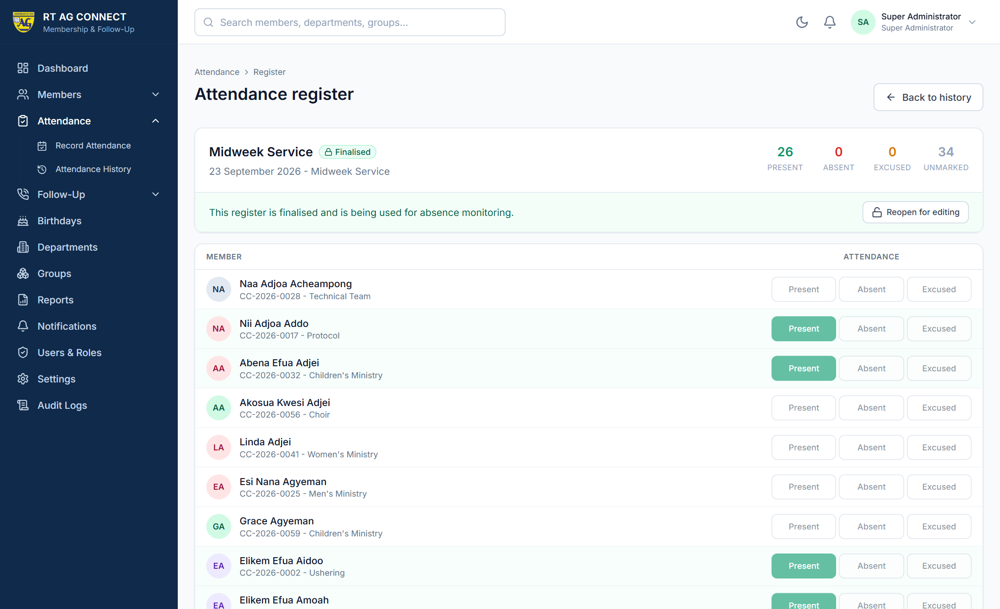 RT AG CONNECT
Membership & Follow-Up
Search members, departments, groups...
SA
Super Administrator
Super Administrator
Dashboard
Members
Attendance
Record Attendance
Attendance History
Follow-Up
Birthdays
Departments
Groups
Reports
Notifications
Users & Roles
Settings
Audit Logs
Attendance > Register
Attendance register
Back to history
Midweek Service
Finalised
23 September 2026 - Midweek Service
26 PRESENT
0 ABSENT
0 EXCUSED
34 UNMARKED
This register is finalised and is being used for absence monitoring.
Reopen for editing
MEMBER ATTENDANCE
NA Naa Adjoa Acheampong
CC-2026-0028 - Technical Team
Present Absent Excused
NA Nii Adjoa Addo
CC-2026-0017 - Protocol
Present Absent Excused
AA Abena Efua Adjei
CC-2026-0032 - Children's Ministry
Present Absent Excused
AA Akosua Kwesi Adjei
CC-2026-0056 - Choir
Present Absent Excused
LA Linda Adjei
CC-2026-0041 - Women's Ministry
Present Absent Excused
EA Esi Nana Agyeman
CC-2026-0025 - Men's Ministry
Present Absent Excused
GA Grace Agyeman
CC-2026-0059 - Children's Ministry
Present Absent Excused
EA Elikem Efua Aidoo
CC-2026-0002 - Ushering
Present Absent Excused
EA Elikem Efua Amoah
Present Absent Excused